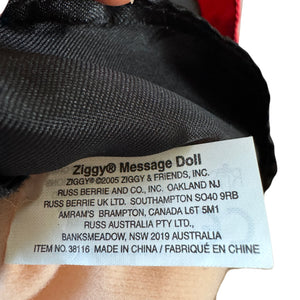 Ziggy® Message Doll
ZIGGY®©2005 ZIGGY & FRIENDS, INC.
RUSS BERRIE AND CO., INC. OAKLAND NJ
RUSS BERRIE UK LTD. SOUTHAMPTON SO40 9RB
AMRAM'S BRAMPTON, CANADA L6T 5M1
RUSS AUSTRALIA PTY LTD.,
BANKSMEADOW, NSW 2019 AUSTRALIA
ITEM NO. 38116 MADE IN CHINA / FABRIQUÉ EN CHINE